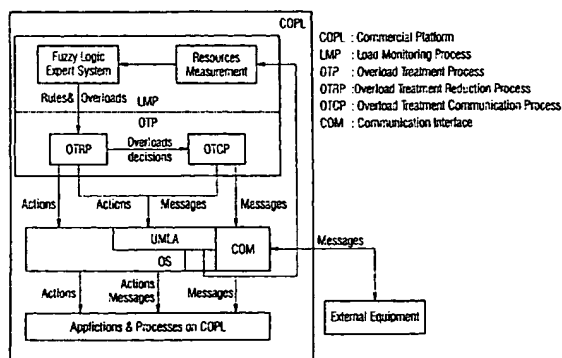 COPL
COPL : Commercial Platform
LMP : Load Monitoring Process
OTP : Overload Treatment Process
OTRP : Overload Treatment Reduction Process
OTCP : Overload Treatment Communication Process
COM : Communication Interface
Fuzzy Logic
Expert System
Resources
Measurement
Rules& Overloads
LMP
OTP
OTRP
Overloads
decisions
OTCP
Actions
Actions
Messages
Messages
UMLA
COM
OS
Messages
Actions
Actions
Messages
Messages
Applictions & Processes on COPL
External Equipment